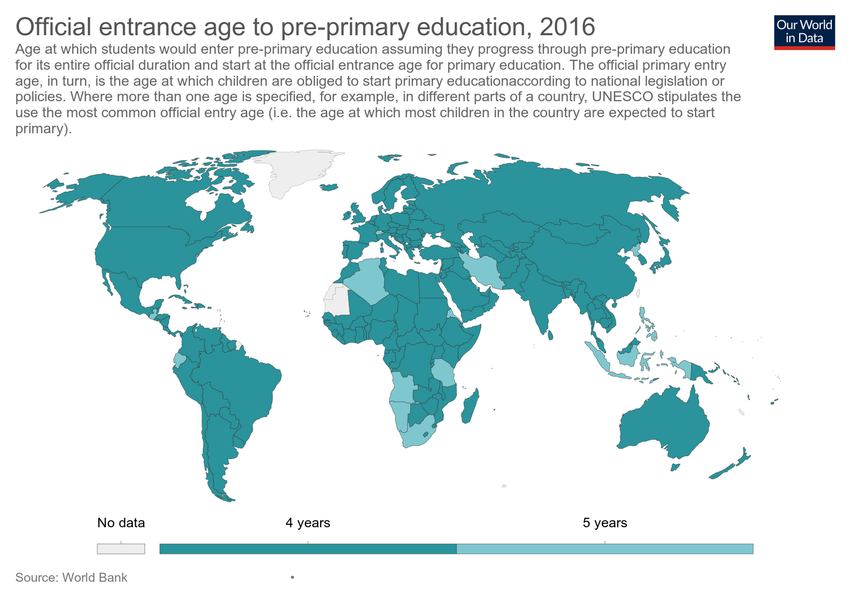 Official entrance age to pre-primary education, 2016
Our World
in Data
Age at which students would enter pre-primary education assuming they progress through pre-primary education
for its entire official duration and start at the official entrance age for primary education. The official primary entry
age, in turn, is the age at which children are obliged to start primary educationaccording to national legislation or
policies. Where more than one age is specified, for example, in different parts of a country, UNESCO stipulates the
use the most common official entry age (i.e. the age at which most children in the country are expected to start
primary).
No data
4 years
5 years
Source: World Bank